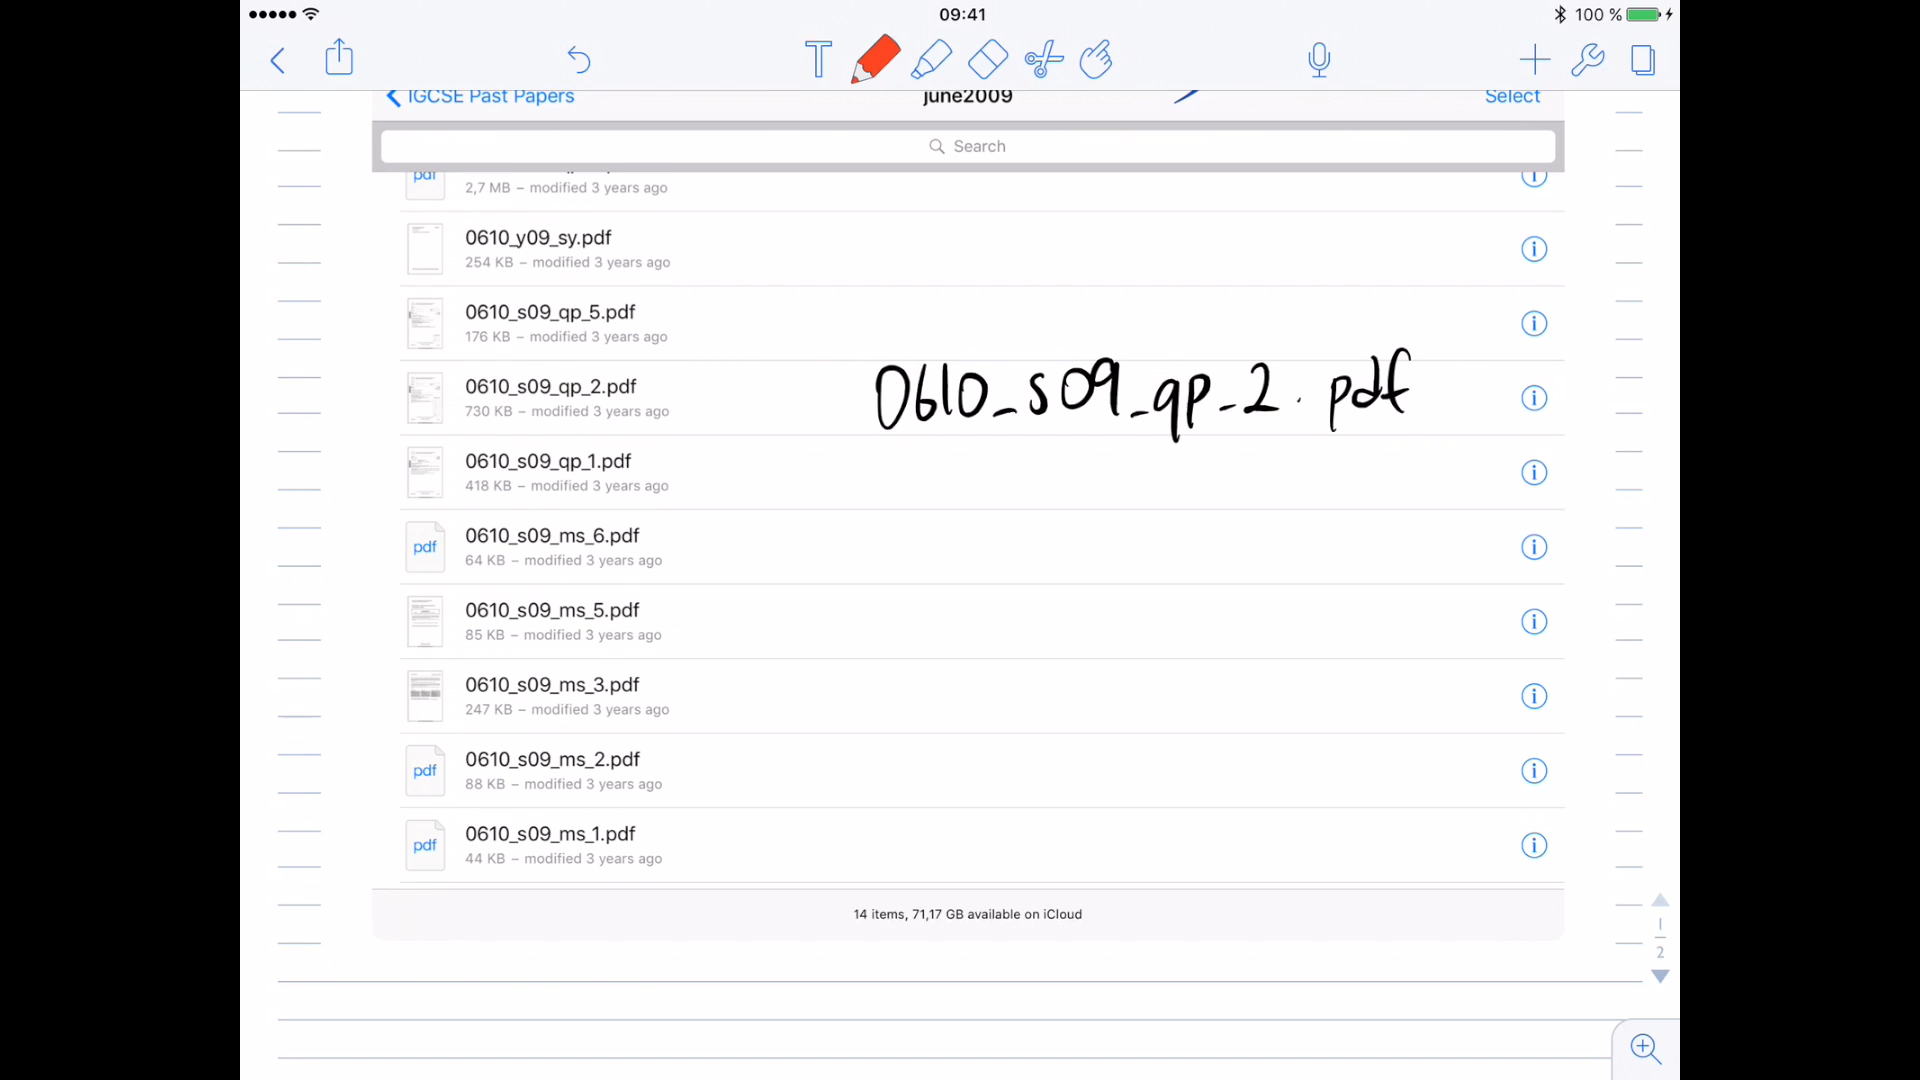 09:41
100 %
IGCSE Past Papers
june2009
Select
Search
pdf
2,7 MB – modified 3 years ago
0610_y09_sy.pdf
254 KB – modified 3 years ago
0610_s09_qp_5.pdf
176 KB – modified 3 years ago
0610_s09_qp_2.pdf
730 KB – modified 3 years ago
0610_s09_qp_2.pdf
0610_s09_qp_1.pdf
418 KB – modified 3 years ago
pdf
0610_s09_ms_6.pdf
64 KB – modified 3 years ago
0610_s09_ms_5.pdf
85 KB – modified 3 years ago
0610_s09_ms_3.pdf
247 KB – modified 3 years ago
pdf
0610_s09_ms_2.pdf
88 KB – modified 3 years ago
pdf
0610_s09_ms_1.pdf
44 KB – modified 3 years ago
14 items, 71,17 GB available on iCloud
1
2